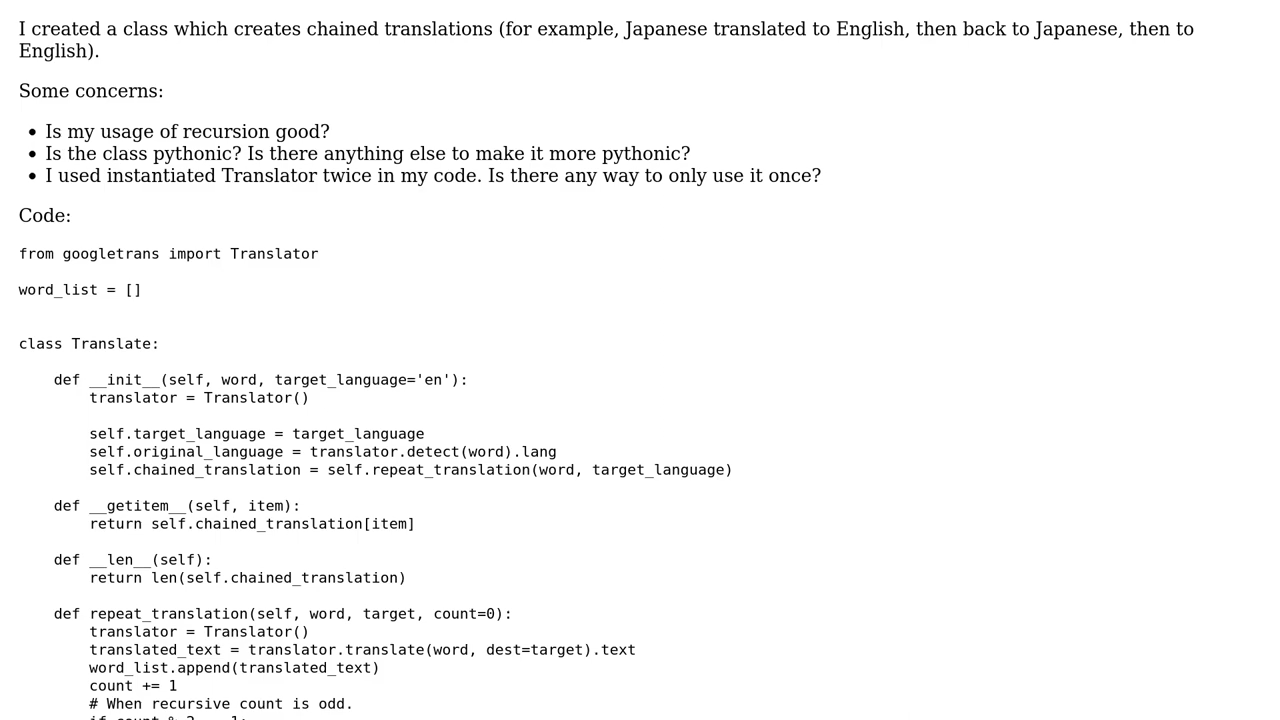 I created a class which creates chained translations (for example, Japanese translated to English, then back to Japanese, then to
English).
Some concerns:
• Is my usage of recursion good?
• Is the class pythonic? Is there anything else to make it more pythonic?
• I used instantiated Translator twice in my code. Is there any way to only use it once?
Code:
from googletrans import Translator
word_list = []
class Translate:
    def __init__(self, word, target_language='en'):
        translator = Translator()
        self.target_language = target_language
        self.original_language = translator.detect(word).lang
        self.chained_translation = self.repeat_translation(word, target_language)
    def __getitem__(self, item):
        return self.chained_translation[item]
    def __len__(self):
        return len(self.chained_translation)
    def repeat_translation(self, word, target, count=0):
        translator = Translator()
        translated_text = translator.translate(word, dest=target).text
        word_list.append(translated_text)
        count += 1
        # When recursive count is odd.
        if count % 2